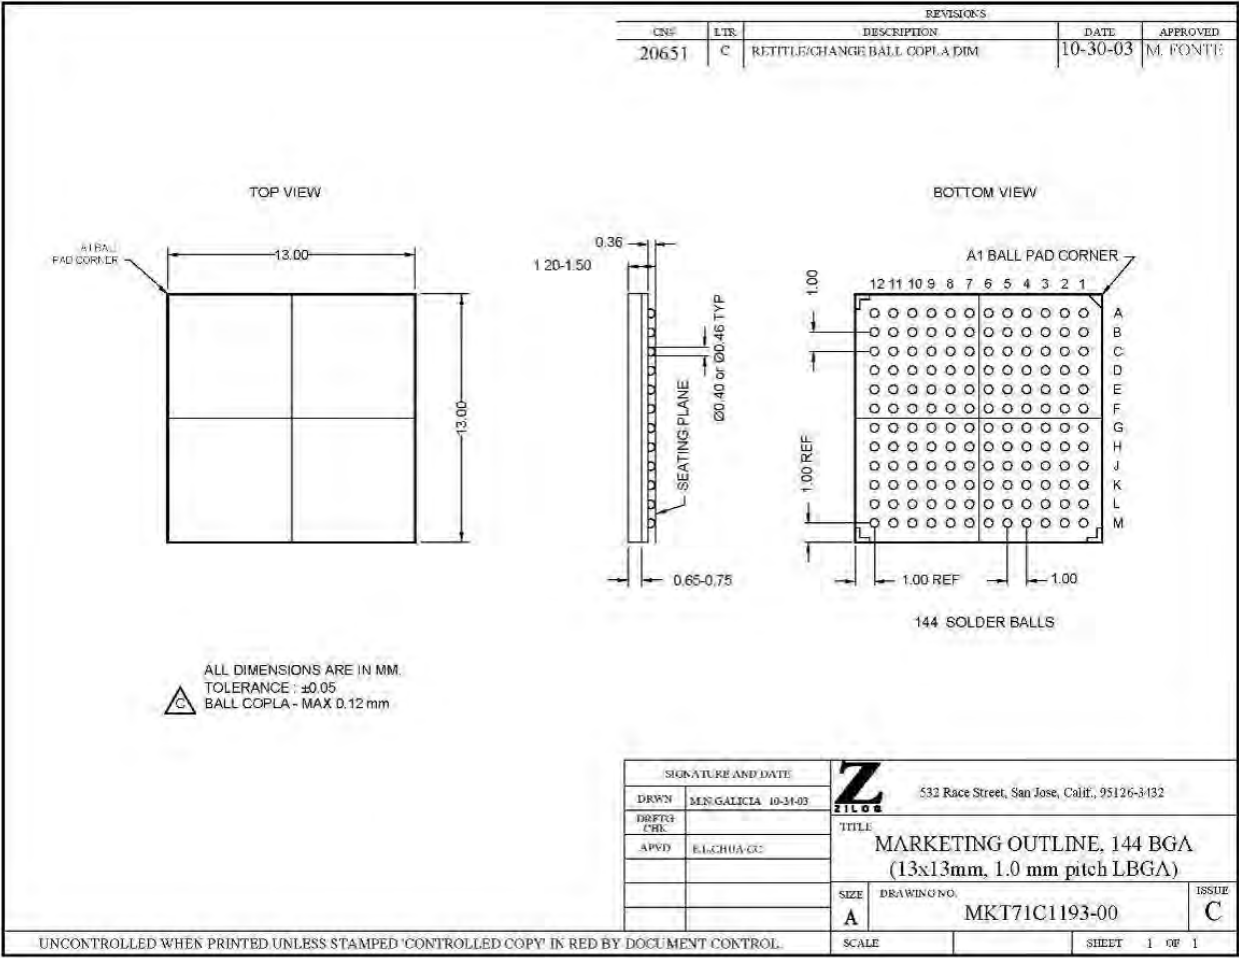 REVISIONS
CN# LTR DESCRIPTION DATE APPROVED
20651 C RETITLE/CHANGE BALL COPLA DIM 10-30-03 M. FONTE
TOP VIEW
A1 BALL
PAD CORNER
13.00
13.00
0.36
1.20-1.50
Ø0.40 or Ø0.46 TYP
SEATING PLANE
0.65-0.75
BOTTOM VIEW
A1 BALL PAD CORNER
12 11 10 9 8 7 6 5 4 3 2 1
1.00
A
B
C
D
E
F
G
H
J
K
L
M
1.00 REF
1.00 REF
1.00
144 SOLDER BALLS
ALL DIMENSIONS ARE IN MM.
TOLERANCE : ±0.05
C BALL COPLA - MAX 0.12 mm
SIGNATURE AND DATE
DRWN M.N.GALICIA
DRFTG
CHK
APVD
ZILOG
532 Race Street, San Jose, Calif., 95126-3432
TITLE
MARKETING OUTLINE, 144 BGA
(13x13mm, 1.0 mm pitch LBGA)
SIZE DRAWING NO. ISSUE
A MKT71C1193-00 C
SCALE SHEET 1 OF 1
UNCONTROLLED WHEN PRINTED UNLESS STAMPED 'CONTROLLED COPY' IN RED BY DOCUMENT CONTROL.